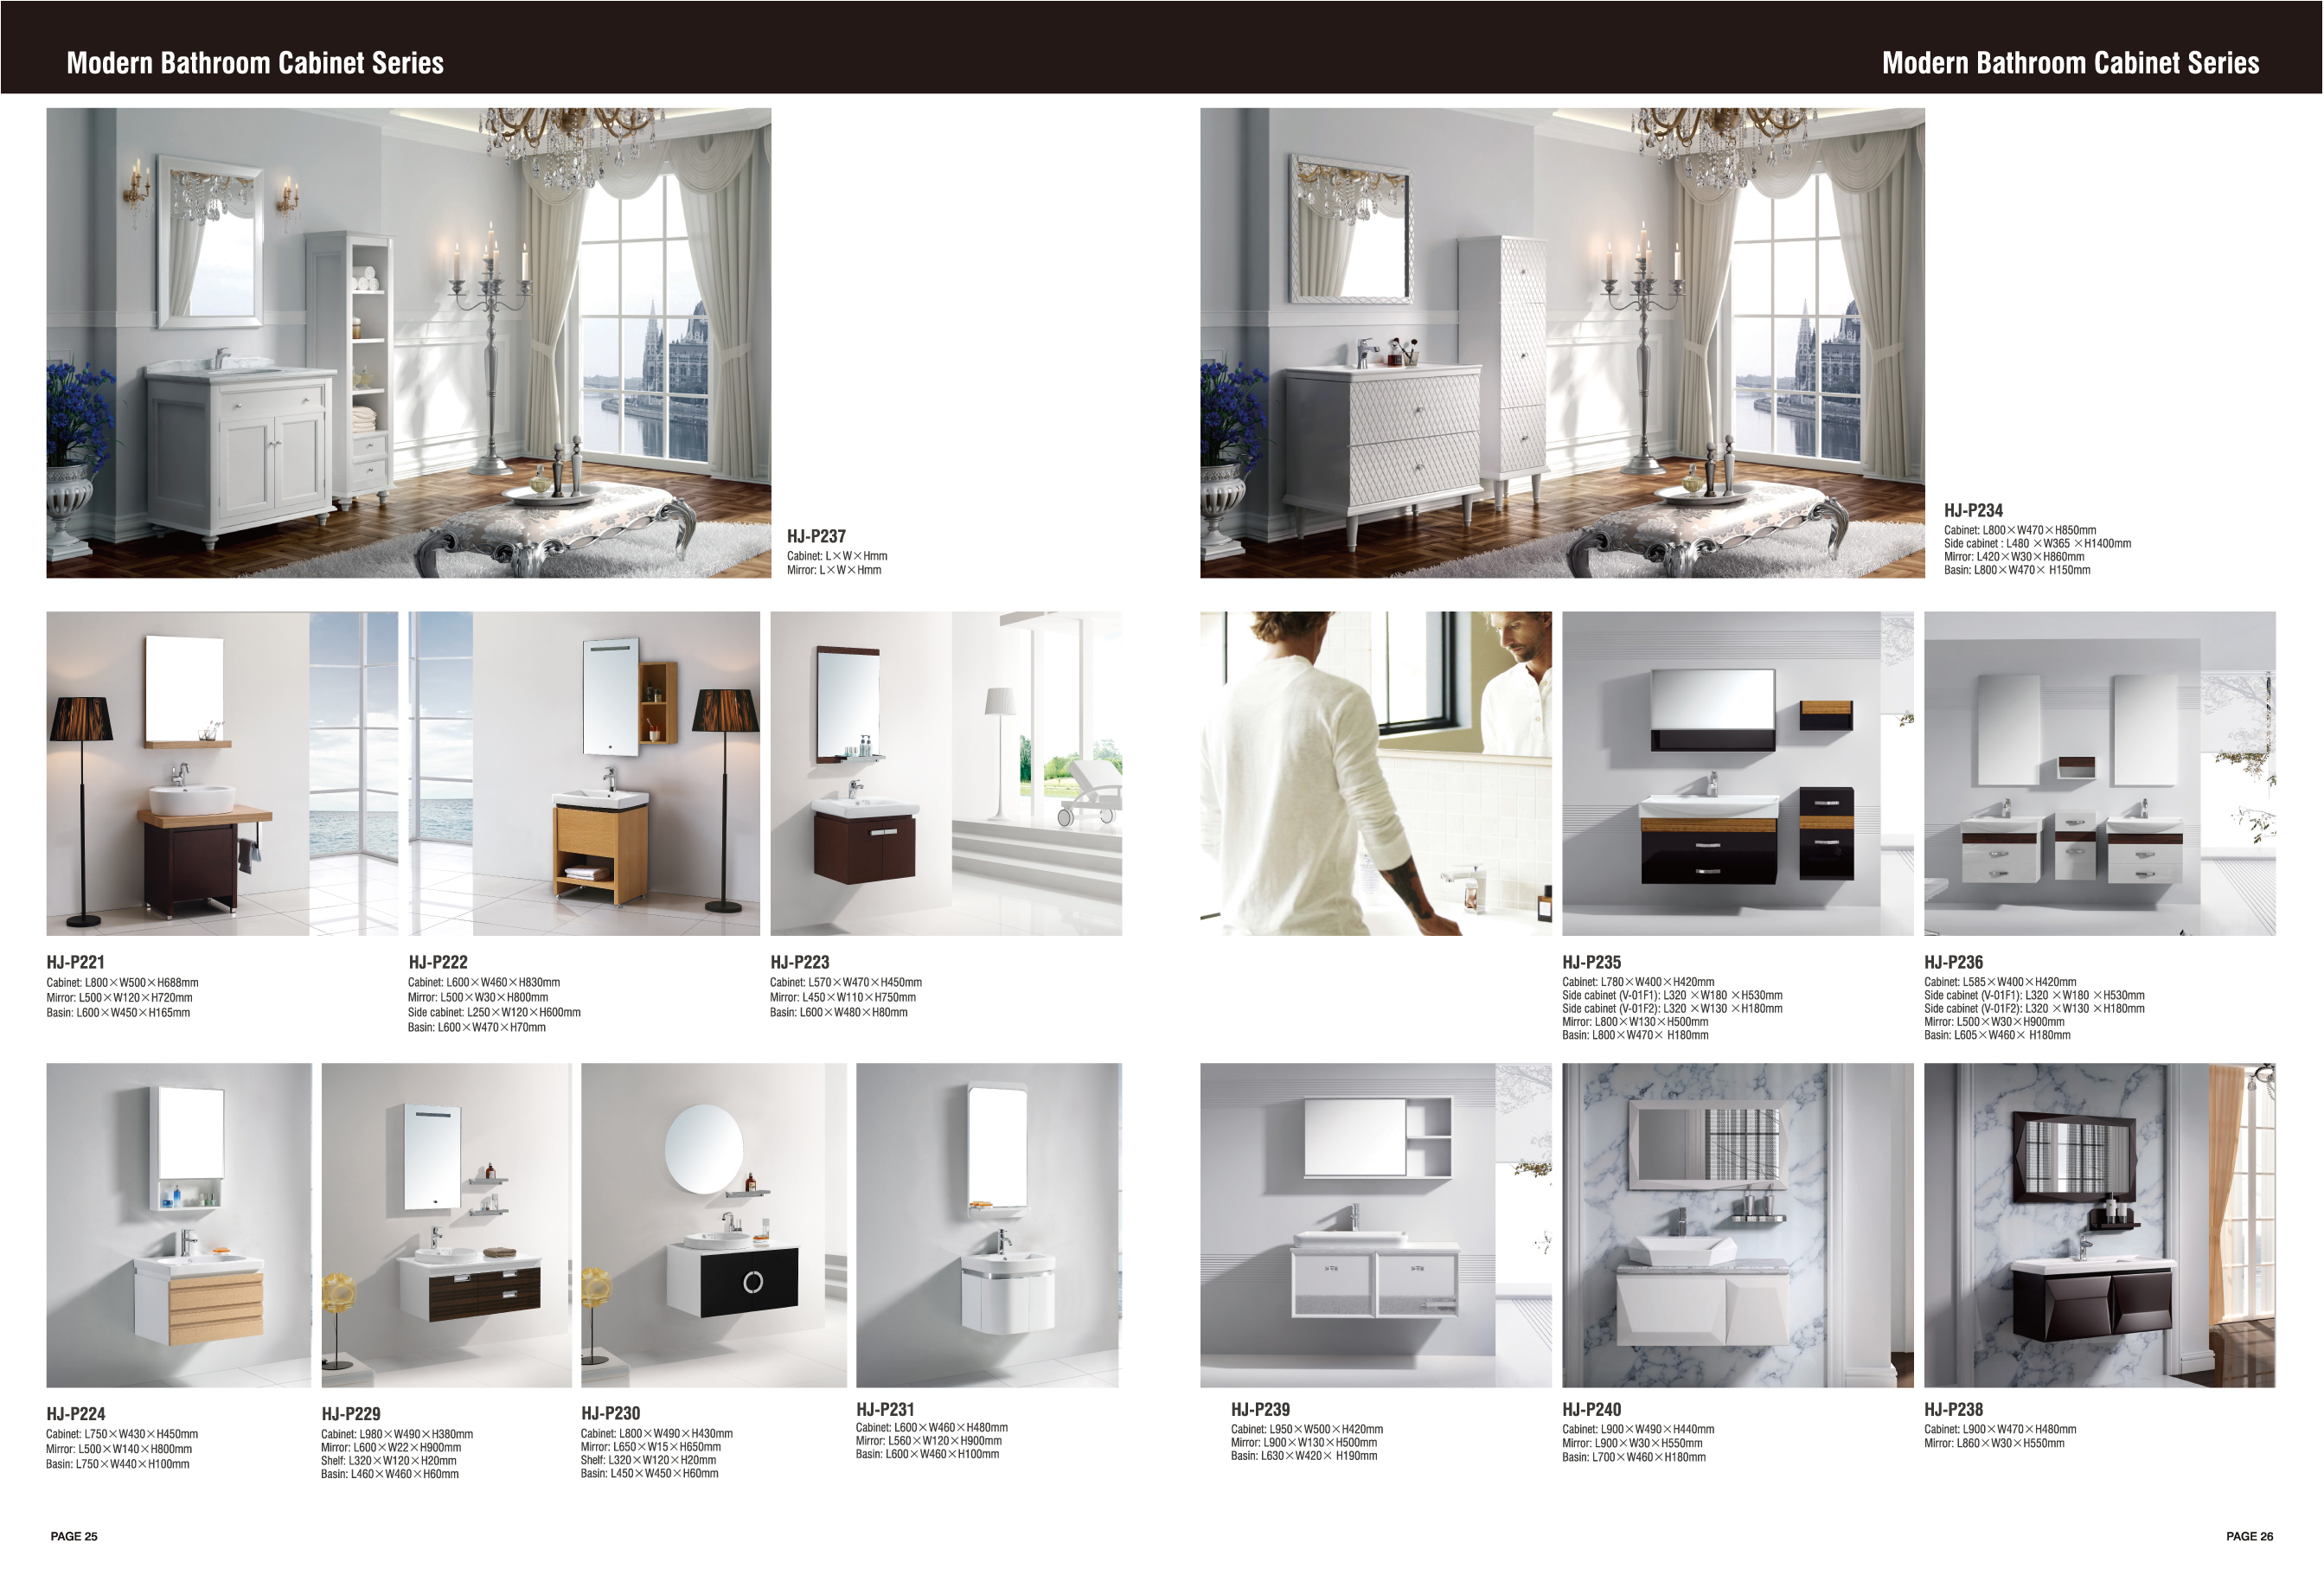 Modern Bathroom Cabinet Series
Modern Bathroom Cabinet Series
HJ-P237
Cabinet: L×W×Hmm
Mirror: L×W×Hmm
HJ-P234
Cabinet: L800×W470×H850mm
Side cabinet : L480 ×W365 ×H1400mm
Mirror: L420×W30×H860mm
Basin: L800×W470× H150mm
HJ-P221
Cabinet: L800×W500×H688mm
Mirror: L500×W120×H720mm
Basin: L600×W450×H165mm
HJ-P222
Cabinet: L600×W460×H830mm
Mirror: L500×W30×H800mm
Side cabinet: L250×W120×H600mm
Basin: L600×W470×H70mm
HJ-P223
Cabinet: L570×W470×H450mm
Mirror: L450×W110×H750mm
Basin: L600×W480×H80mm
HJ-P235
Cabinet: L780×W400×H420mm
Side cabinet (V-01F1): L320 ×W180 ×H530mm
Side cabinet (V-01F2): L320 ×W130 ×H180mm
Mirror: L800×W130×H500mm
Basin: L800×W470× H180mm
HJ-P236
Cabinet: L585×W400×H420mm
Side cabinet (V-01F1): L320 ×W180 ×H530mm
Side cabinet (V-01F2): L320 ×W130 ×H180mm
Mirror: L500×W30×H900mm
Basin: L605×W460× H180mm
HJ-P224
Cabinet: L750×W430×H450mm
Mirror: L500×W140×H800mm
Basin: L750×W440×H100mm
HJ-P229
Cabinet: L980×W490×H380mm
Mirror: L600×W22×H900mm
Shelf: L320×W120×H20mm
Basin: L460×W460×H60mm
HJ-P230
Cabinet: L800×W490×H430mm
Mirror: L650×W15×H650mm
Shelf: L320×W120×H20mm
Basin: L450×W450×H60mm
HJ-P231
Cabinet: L600×W460×H480mm
Mirror: L560×W120×H900mm
Basin: L600×W460×H100mm
HJ-P239
Cabinet: L950×W500×H420mm
Mirror: L900×W130×H500mm
Basin: L630×W420× H190mm
HJ-P240
Cabinet: L900×W490×H440mm
Mirror: L900×W30×H550mm
Basin: L700×W460×H180mm
HJ-P238
Cabinet: L900×W470×H480mm
Mirror: L860×W30×H550mm
PAGE 25
PAGE 26